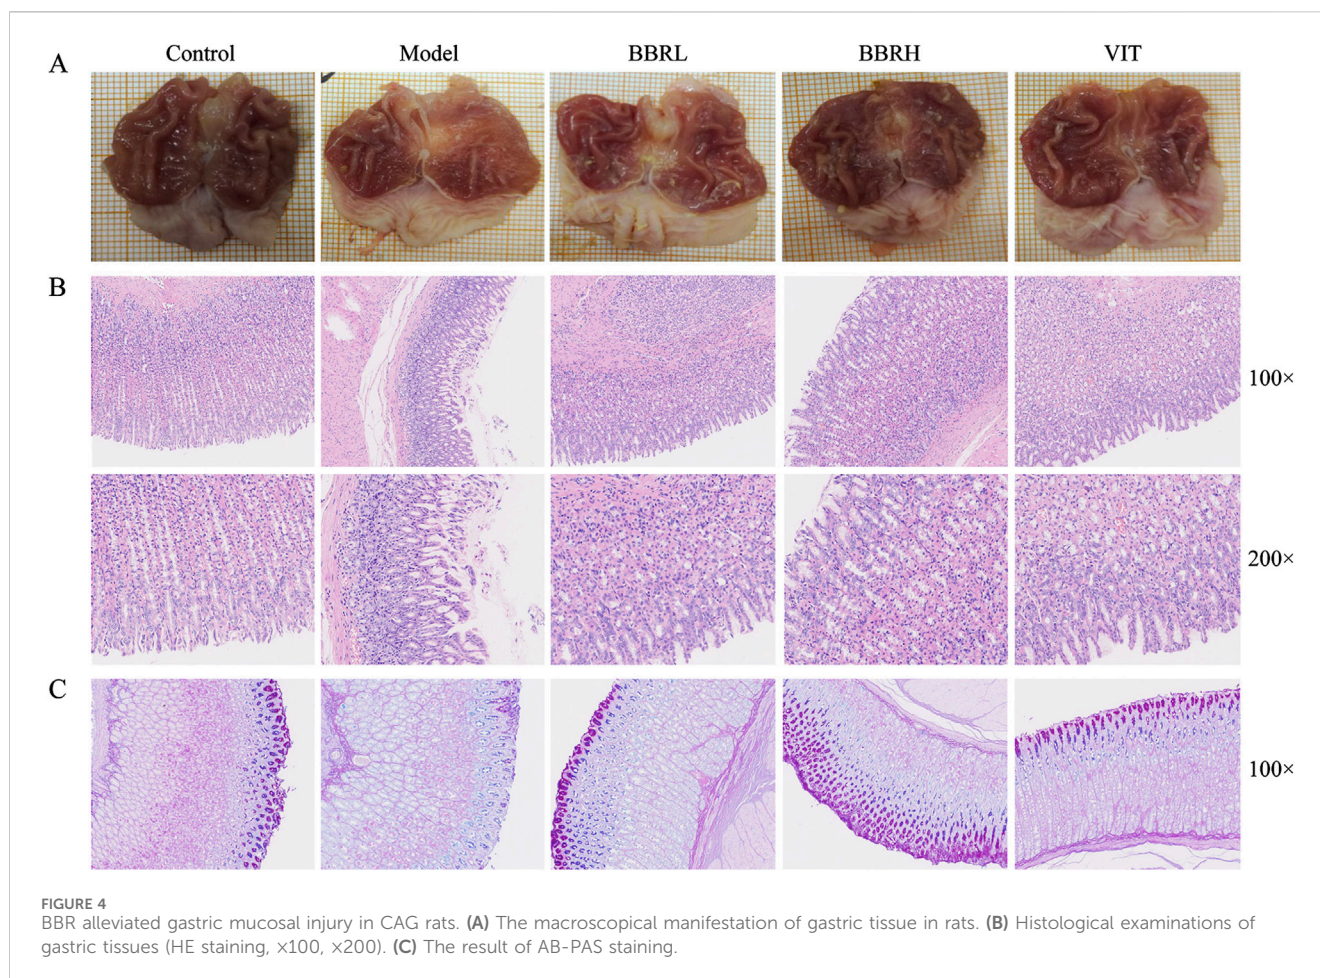 Control Model BBRL BBRH VIT
A
B
100×
200×
C
100×
FIGURE 4
BBR alleviated gastric mucosal injury in CAG rats. (A) The macroscopical manifestation of gastric tissue in rats. (B) Histological examinations of
gastric tissues (HE staining, ×100, ×200). (C) The result of AB-PAS staining.